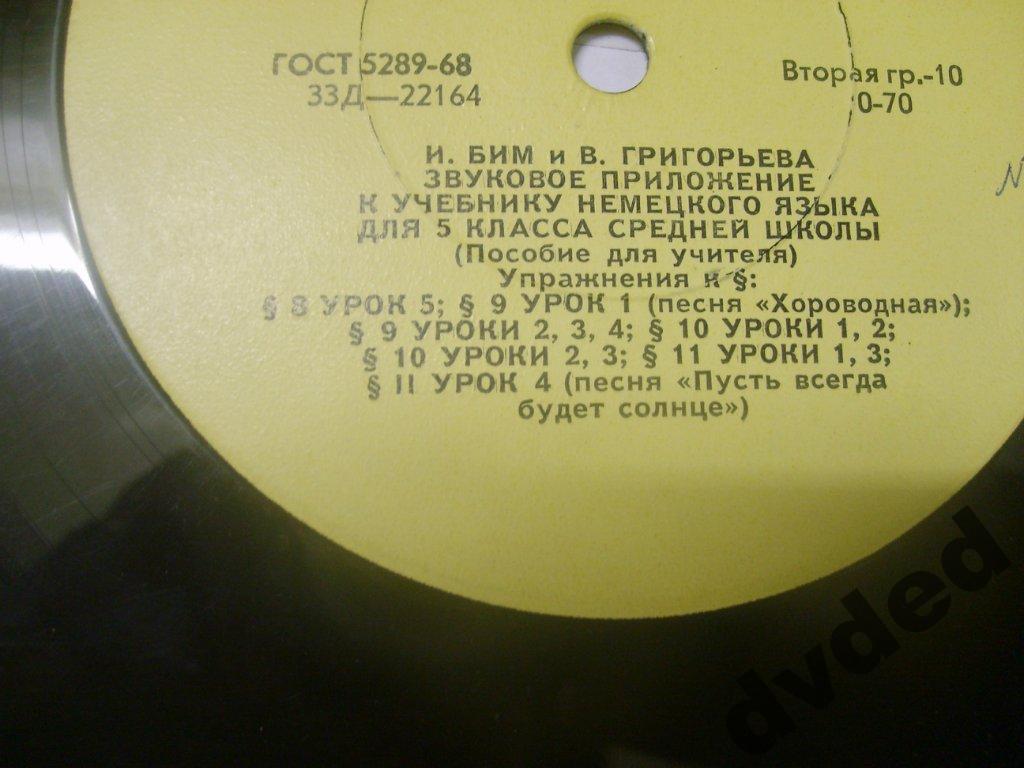 ГОСТ 5289-68
33Д—22164
Вторая гр.-10
0-70
И. БИМ и В. ГРИГОРЬЕВА
ЗВУКОВОЕ ПРИЛОЖЕНИЕ
К УЧЕБНИКУ НЕМЕЦКОГО ЯЗЫКА
ДЛЯ 5 КЛАССА СРЕДНЕЙ ШКОЛЫ
(Пособие для учителя)
Упражнения к §:
§ 8 УРОК 5; § 9 УРОК 1 (песня «Хороводная»);
§ 9 УРОКИ 2, 3, 4; § 10 УРОКИ 1, 2;
§ 10 УРОКИ 2, 3; § 11 УРОКИ 1, 3;
§ 11 УРОК 4 (песня «Пусть всегда
будет солнце»)
dvded